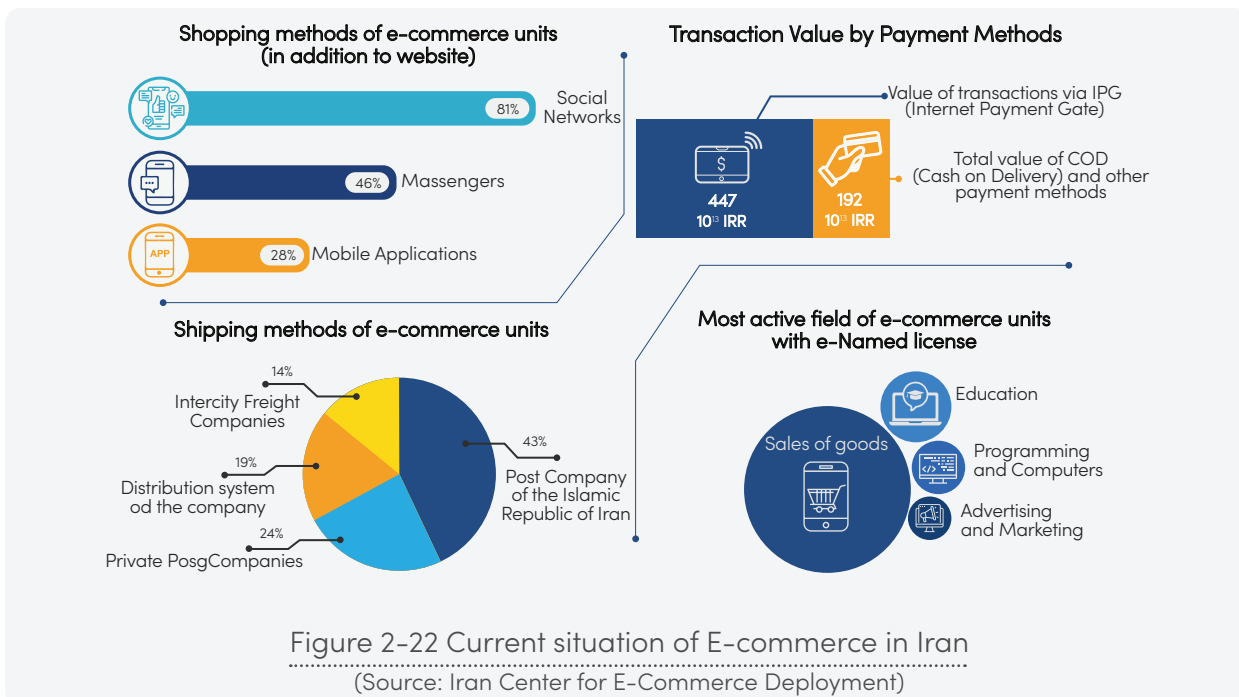 Shopping methods of e-commerce units
(in addition to website)
81%
Social
Networks
46%
Massengers
APP
28%
Mobile Applications
Transaction Value by Payment Methods
Value of transactions via IPG
(Internet Payment Gate)
$
447
10¹³ IRR
192
10¹³ IRR
Total value of COD
(Cash on Delivery) and other
payment methods
Shipping methods of e-commerce units
14%
Intercity Freight
Companies
19%
Distribution system
od the company
24%
Private PosgCompanies
43%
Post Company
of the Islamic
Republic of Iran
Most active field of e-commerce units
with e-Named license
Sales of goods
Education
</>
Programming
and Computers
Advertising
and Marketing
Figure 2-22 Current situation of E-commerce in Iran
(Source: Iran Center for E-Commerce Deployment)